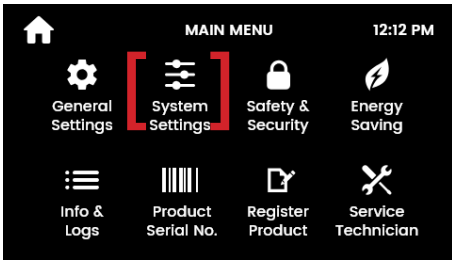 MAIN MENU
12:12 PM
General
Settings
System
Settings
Safety &
Security
Energy
Saving
Info &
Logs
Product
Serial No.
Register
Product
Service
Technician